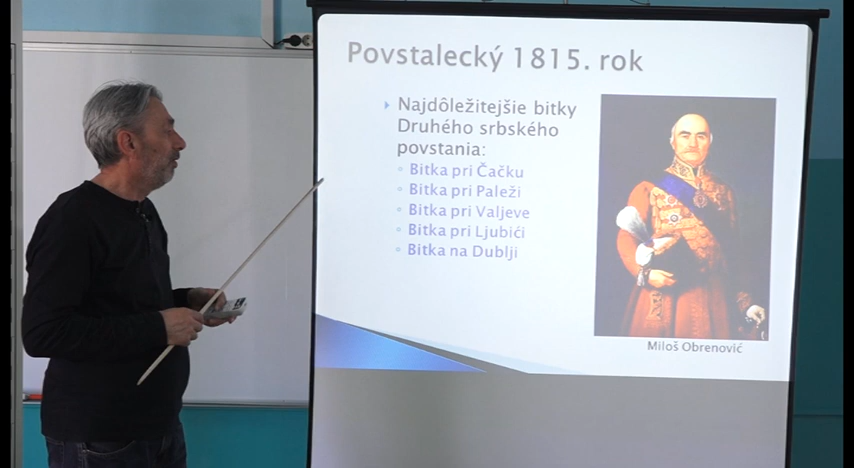 Povstalecký 1815. rok
Najdôležitejšie bitky
Druhého srbského
povstania:
Bitka pri Čačku
Bitka pri Paleži
Bitka pri Valjeve
Bitka pri Ljubići
Bitka na Dublji
Miloš Obrenović